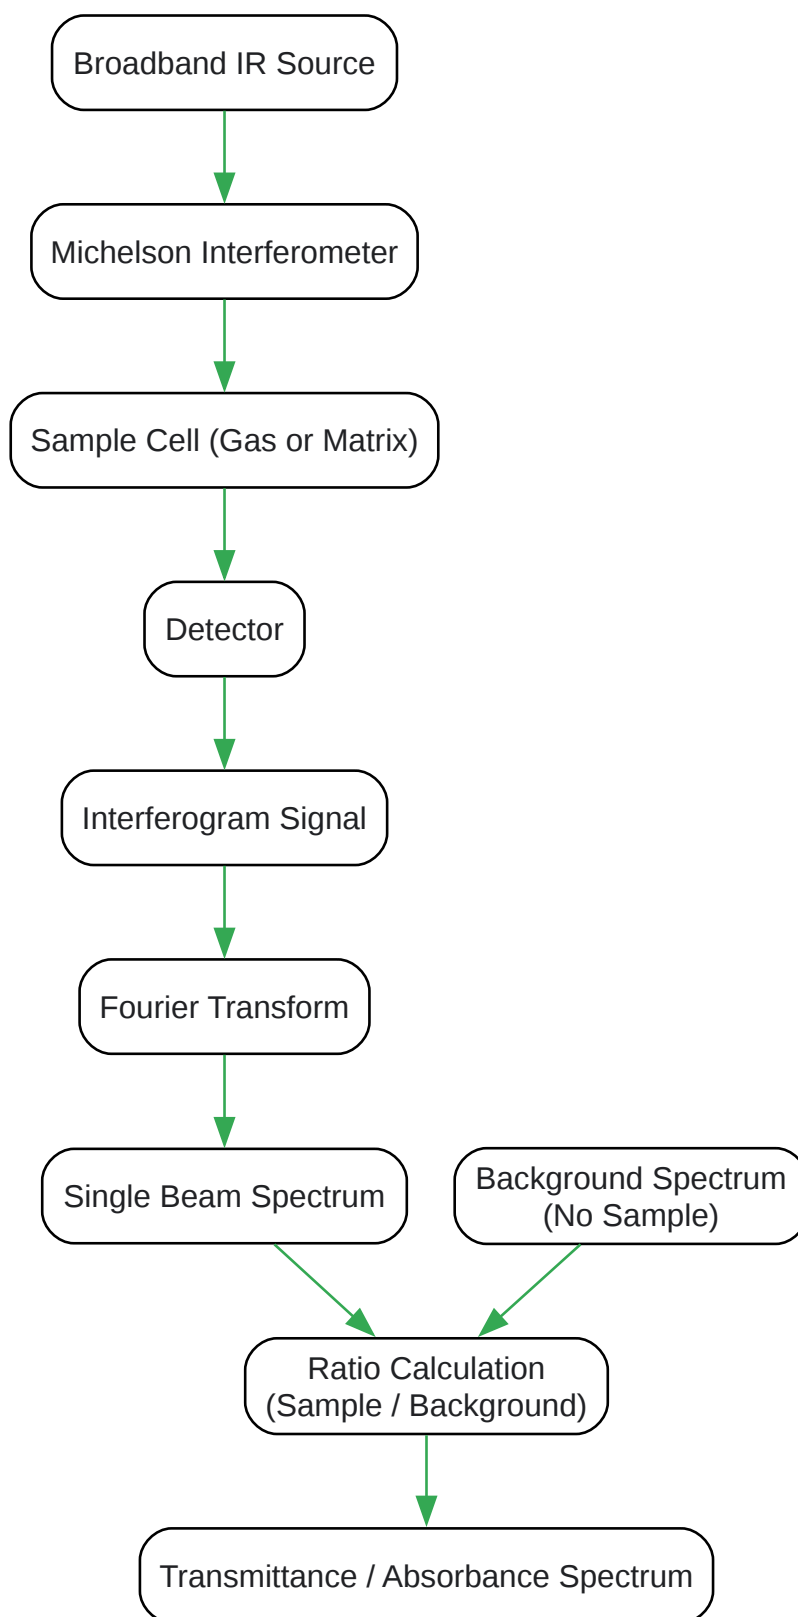 Broadband IR Source
Michelson Interferometer
Sample Cell (Gas or Matrix)
Detector
Interferogram Signal
Fourier Transform
Single Beam Spectrum
Background Spectrum
(No Sample)
Ratio Calculation
(Sample / Background)
Transmittance / Absorbance Spectrum